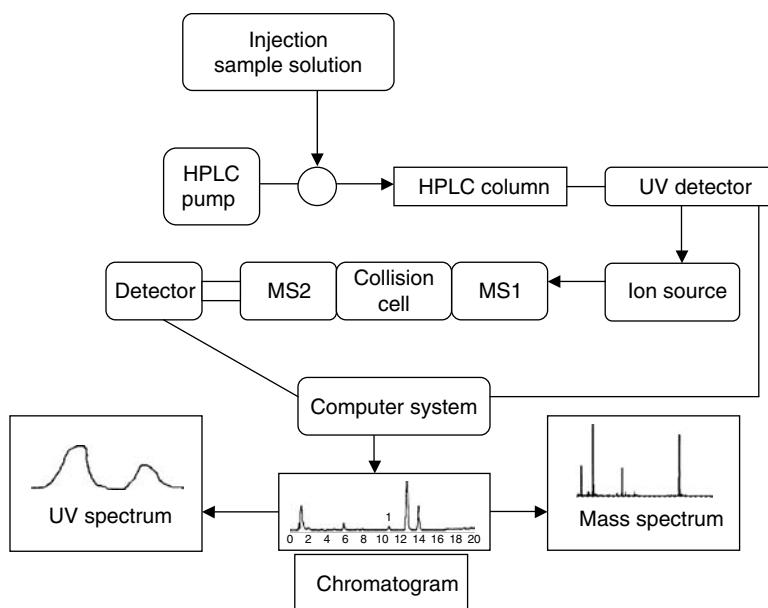 Injection
sample solution
HPLC
pump
HPLC column
UV detector
Detector
MS2
Collision
cell
MS1
Ion source
Computer system
UV spectrum
1
0 2 4 6 8 10 12 14 16 18 20
Mass spectrum
Chromatogram